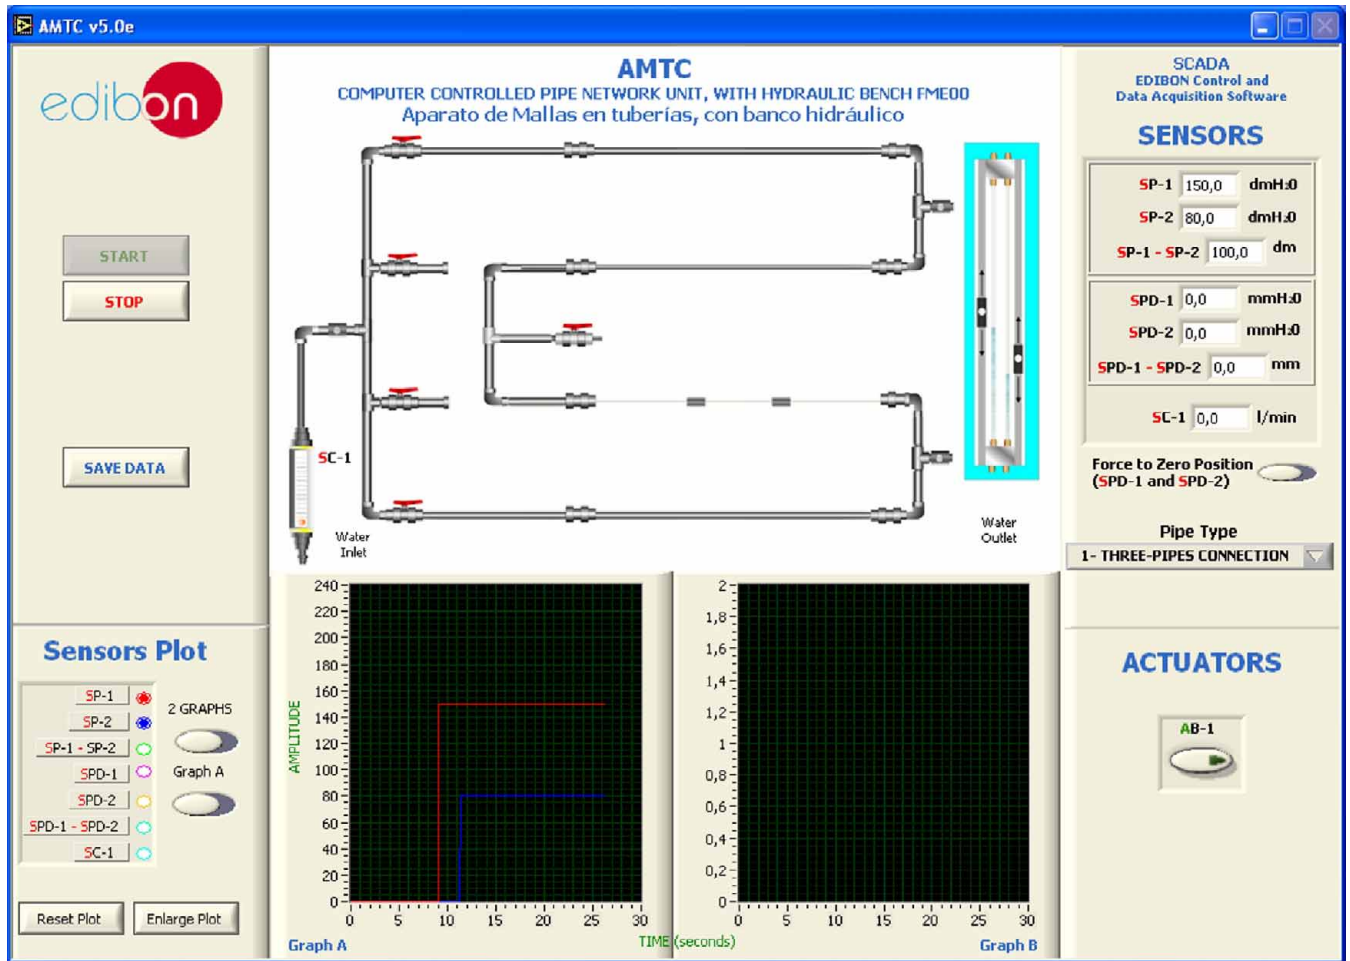 AMTC v5.0e
edibon
START
STOP
SAVE DATA
AMTC
COMPUTER CONTROLLED PIPE NETWORK UNIT, WITH HYDRAULIC BENCH FME00
Aparato de Mallas en tuberías, con banco hidráulico
SC-1
Water
Inlet
Water
Outlet
SCADA
EDIBON Control and
Data Acquisition Software
SENSORS
SP-1 150,0 dmH₂0
SP-2 80,0 dmH₂0
SP-1 - SP-2 100,0 dm
SPD-1 0,0 mmH₂0
SPD-2 0,0 mmH₂0
SPD-1 - SPD-2 0,0 mm
SC-1 0,0 l/min
Force to Zero Position
(SPD-1 and SPD-2)
Pipe Type
1- THREE-PIPES CONNECTION
Sensors Plot
SP-1
SP-2
SP-1 - SP-2
SPD-1
SPD-2
SPD-1 - SPD-2
SC-1
2 GRAPHS
Graph A
Reset Plot
Enlarge Plot
AMPLITUDE
240
220
200
180
160
140
120
100
80
60
40
20
0
0 5 10 15 20 25 30
Graph A
TIME (seconds)
2
1,8
1,6
1,4
1,2
1
0,8
0,6
0,4
0,2
0
0 5 10 15 20 25 30
Graph B
ACTUATORS
AB-1